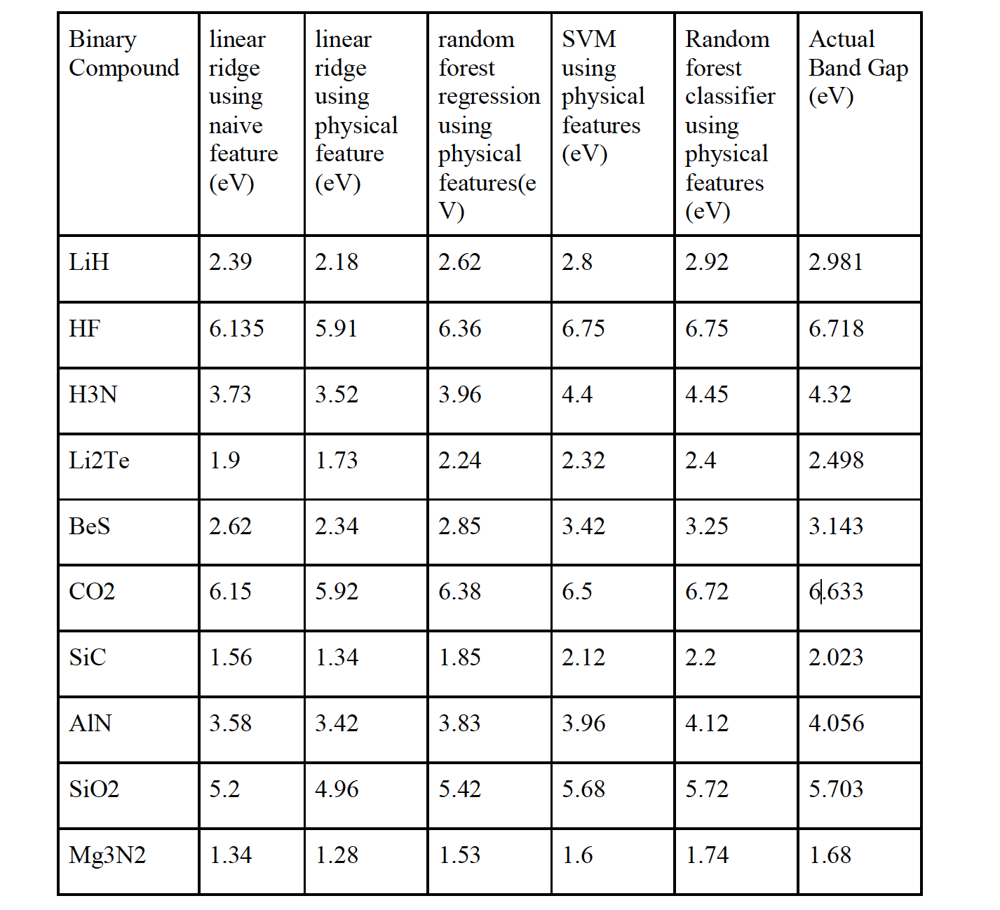 Binary Compound | linear ridge using naive feature (eV) | linear ridge using physical feature (eV) | random forest regression using physical features(eV) | SVM using physical features (eV) | Random forest classifier using physical features (eV) | Actual Band Gap (eV)
LiH | 2.39 | 2.18 | 2.62 | 2.8 | 2.92 | 2.981
HF | 6.135 | 5.91 | 6.36 | 6.75 | 6.75 | 6.718
H3N | 3.73 | 3.52 | 3.96 | 4.4 | 4.45 | 4.32
Li2Te | 1.9 | 1.73 | 2.24 | 2.32 | 2.4 | 2.498
BeS | 2.62 | 2.34 | 2.85 | 3.42 | 3.25 | 3.143
CO2 | 6.15 | 5.92 | 6.38 | 6.5 | 6.72 | 6.633
SiC | 1.56 | 1.34 | 1.85 | 2.12 | 2.2 | 2.023
AlN | 3.58 | 3.42 | 3.83 | 3.96 | 4.12 | 4.056
SiO2 | 5.2 | 4.96 | 5.42 | 5.68 | 5.72 | 5.703
Mg3N2 | 1.34 | 1.28 | 1.53 | 1.6 | 1.74 | 1.68